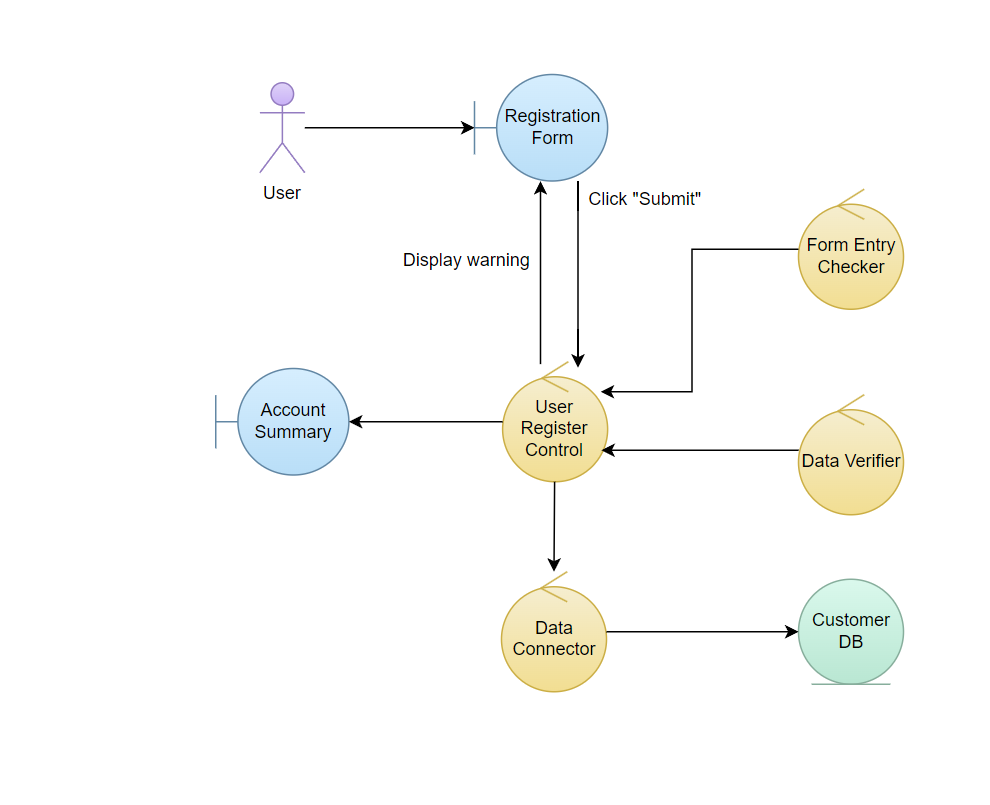 Registration
Form
User
Click "Submit"
Display warning
Form Entry
Checker
Account
Summary
User
Register
Control
Data Verifier
Data
Connector
Customer
DB